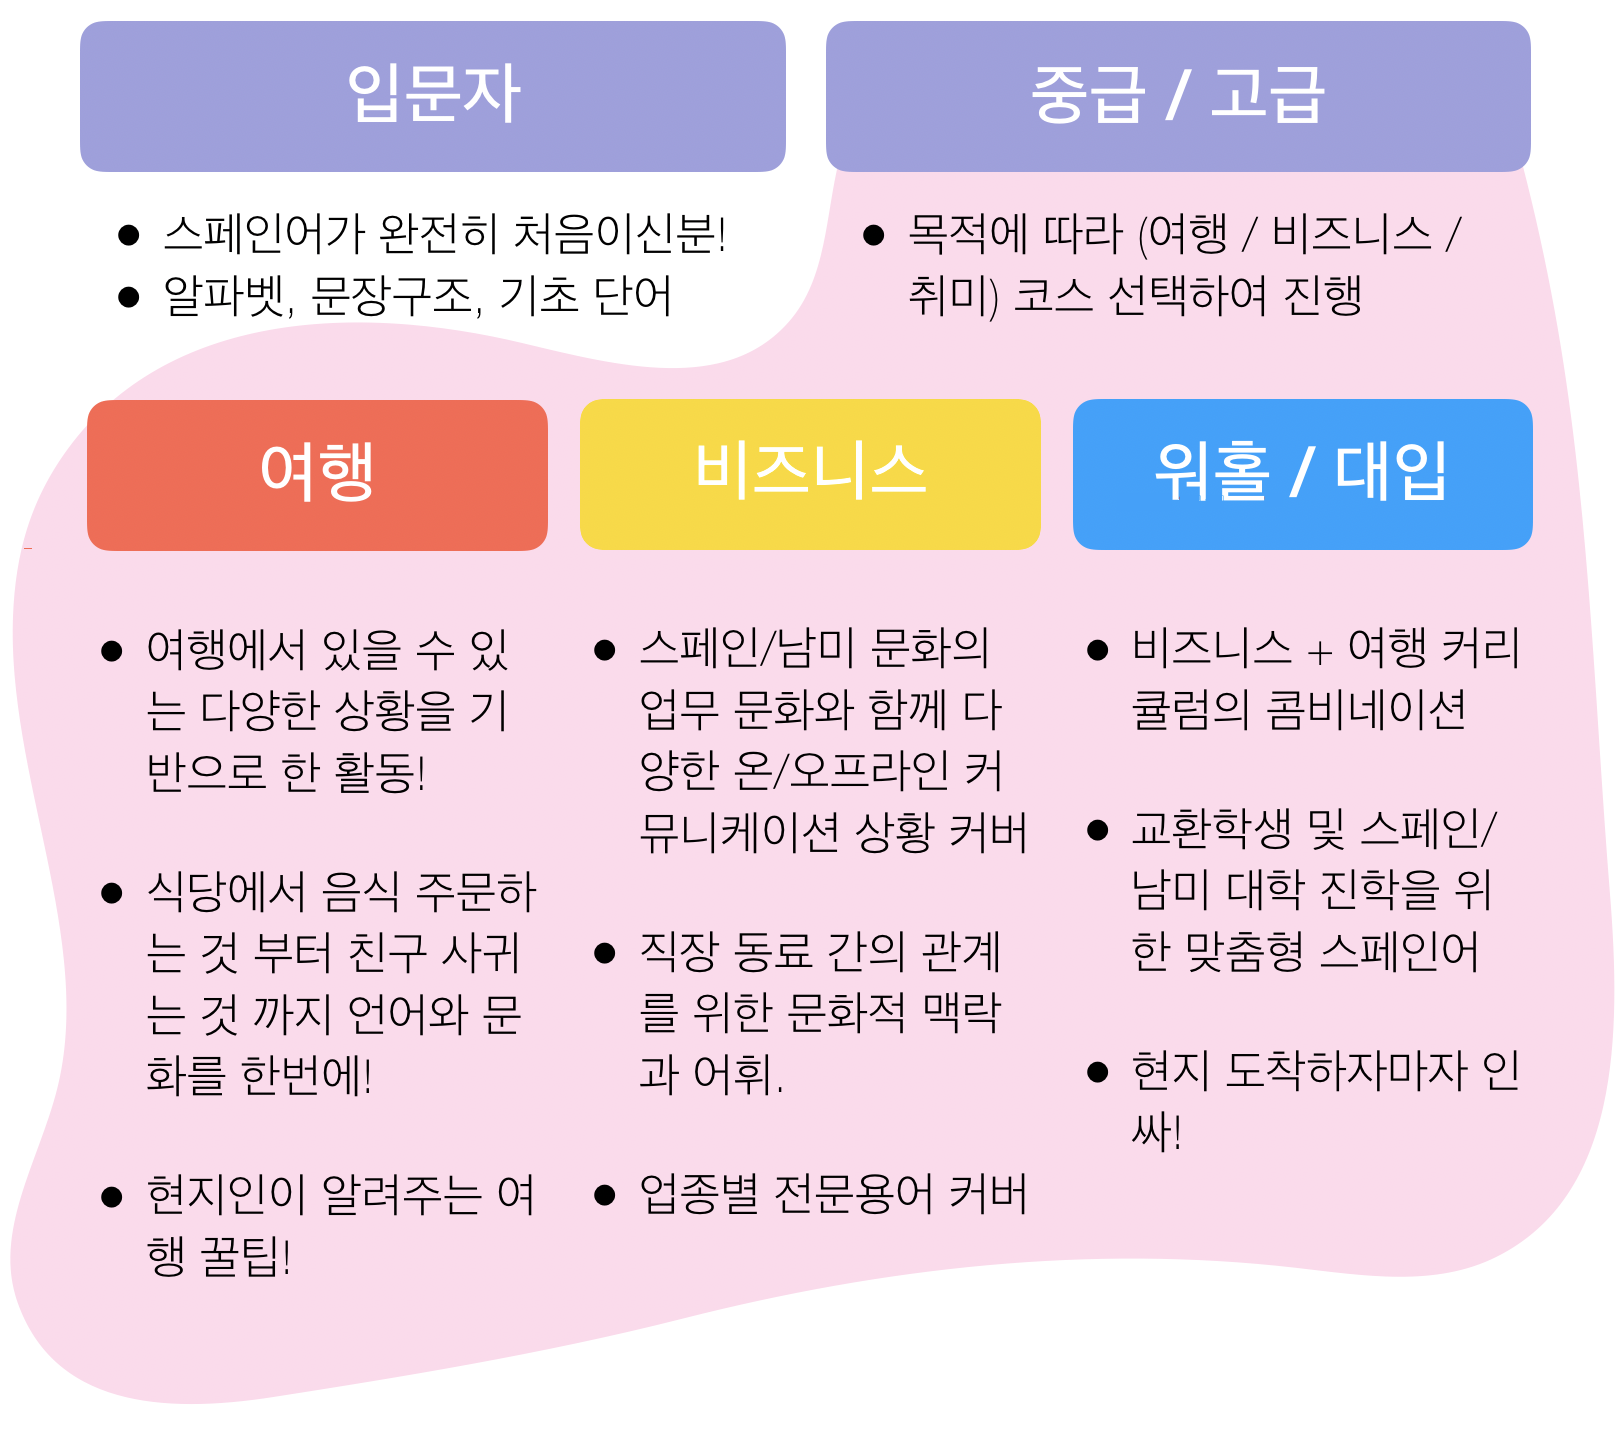 입문자
스페인어가 완전히 처음이신분!
알파벳, 문장구조, 기초 단어
중급 / 고급
목적에 따라 (여행 / 비즈니스 /
취미) 코스 선택하여 진행
여행
여행에서 있을 수 있
는 다양한 상황을 기
반으로 한 활동!
식당에서 음식 주문하
는 것 부터 친구 사귀
는 것 까지 언어와 문
화를 한번에!
현지인이 알려주는 여
행 꿀팁!
비즈니스
스페인/남미 문화의
업무 문화와 함께 다
양한 온/오프라인 커
뮤니케이션 상황 커버
직장 동료 간의 관계
를 위한 문화적 맥락
과 어휘.
업종별 전문용어 커버
워홀 / 대입
비즈니스 + 여행 커리
큘럼의 콤비네이션
교환학생 및 스페인/
남미 대학 진학을 위
한 맞춤형 스페인어
현지 도착하자마자 인
싸!